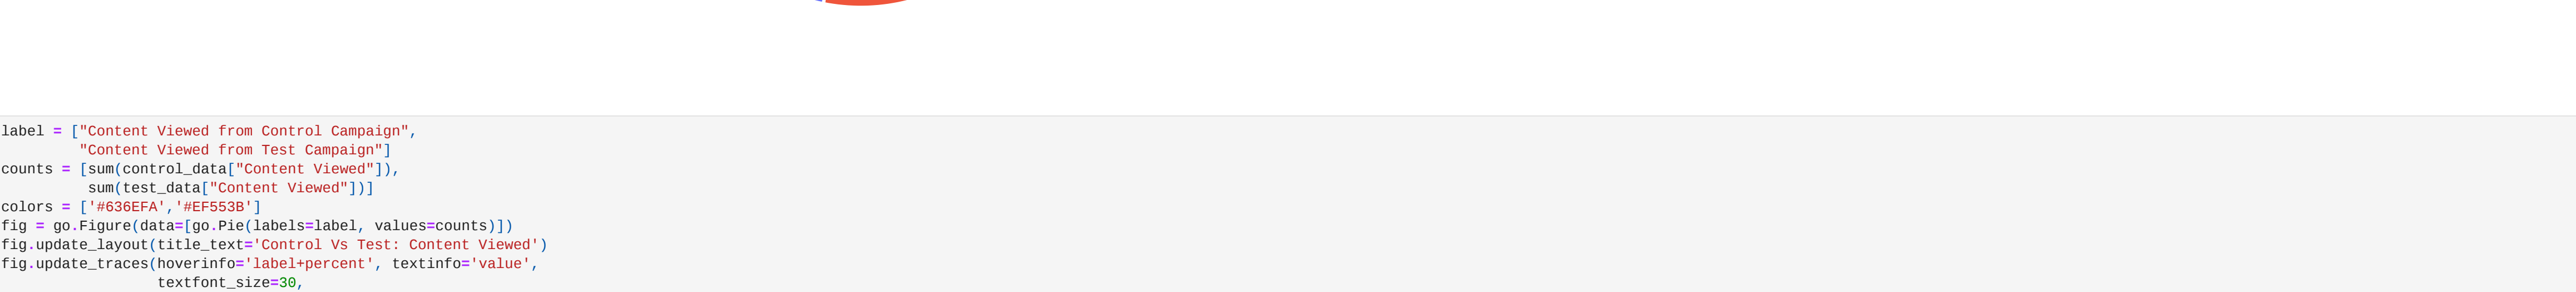 label = ["Content Viewed from Control Campaign",
         "Content Viewed from Test Campaign"]
counts = [sum(control_data["Content Viewed"]),
          sum(test_data["Content Viewed"])]
colors = ['#636EFA','#EF553B']
fig = go.Figure(data=[go.Pie(labels=label, values=counts)])
fig.update_layout(title_text='Control Vs Test: Content Viewed')
fig.update_traces(hoverinfo='label+percent', textinfo='value',
                  textfont_size=30,